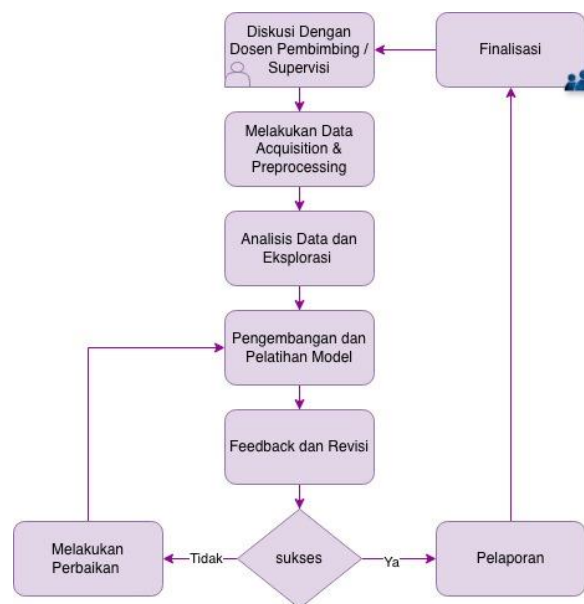 Diskusi Dengan
Dosen Pembimbing /
Supervisi
Finalisasi
Melakukan Data
Acquisition &
Preprocessing
Analisis Data dan
Eksplorasi
Pengembangan dan
Pelatihan Model
Feedback dan Revisi
Melakukan
Perbaikan
Tidak
sukses
Ya
Pelaporan